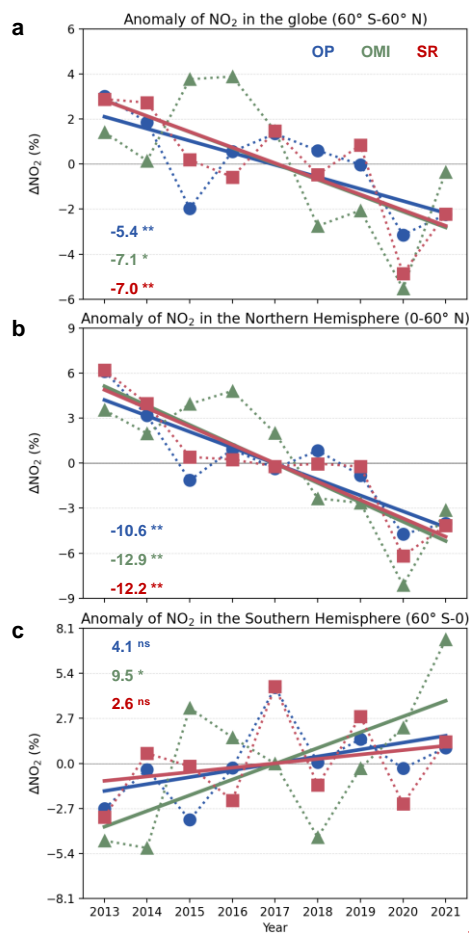 a
Anomaly of NO₂ in the globe (60° S-60° N)
6
OP OMI SR
4
2
0
ΔNO₂ (%)
−2
-5.4 **
−4
-7.1 *
-7.0 **
−6
b
Anomaly of NO₂ in the Northern Hemisphere (0-60° N)
9
6
3
0
ΔNO₂ (%)
−3
-10.6 **
−6
-12.9 **
-12.2 **
−9
c
Anomaly of NO₂ in the Southern Hemisphere (60° S-0)
8.1
4.1 ns
5.4
9.5 *
2.6 ns
2.7
0.0
ΔNO₂ (%)
−2.7
−5.4
−8.1
2013 2014 2015 2016 2017 2018 2019 2020 2021
Year